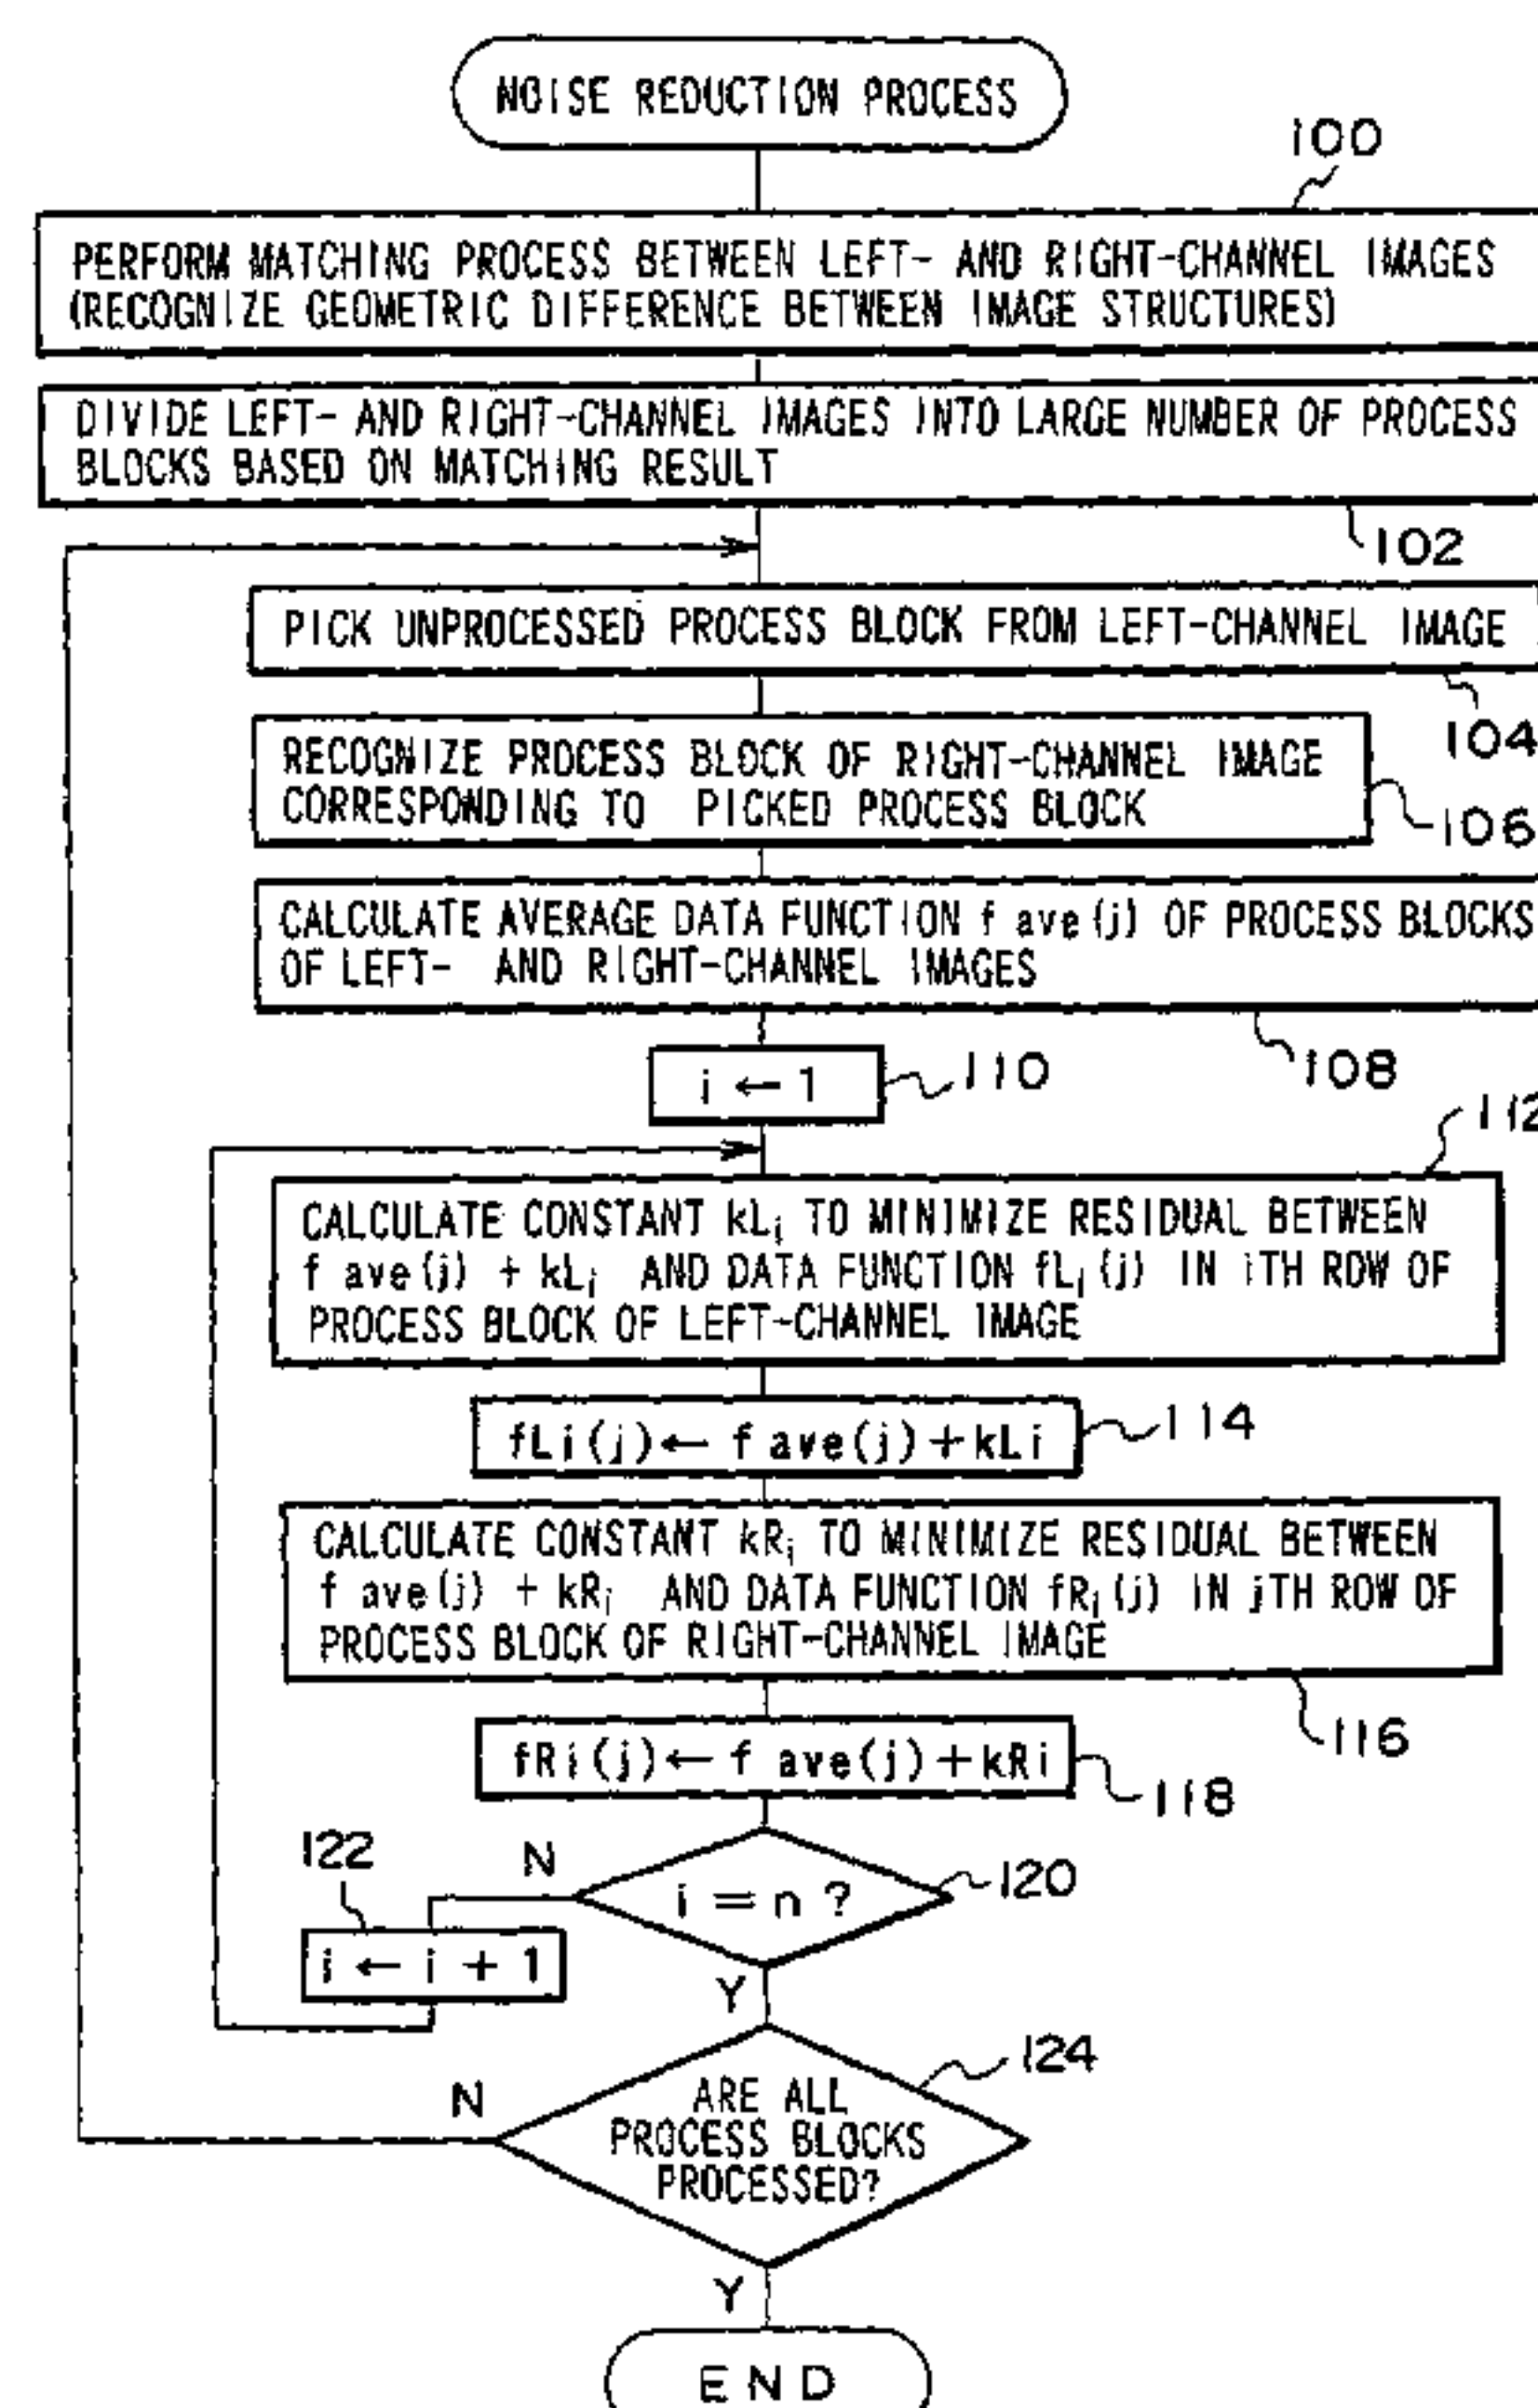 NOISE REDUCTION PROCESS
100
PERFORM MATCHING PROCESS BETWEEN LEFT- AND RIGHT-CHANNEL IMAGES
(RECOGNIZE GEOMETRIC DIFFERENCE BETWEEN IMAGE STRUCTURES)
DIVIDE LEFT- AND RIGHT-CHANNEL IMAGES INTO LARGE NUMBER OF PROCESS
BLOCKS BASED ON MATCHING RESULT
102
PICK UNPROCESSED PROCESS BLOCK FROM LEFT-CHANNEL IMAGE
104
RECOGNIZE PROCESS BLOCK OF RIGHT-CHANNEL IMAGE
CORRESPONDING TO PICKED PROCESS BLOCK
106
CALCULATE AVERAGE DATA FUNCTION f ave (j) OF PROCESS BLOCKS
OF LEFT- AND RIGHT-CHANNEL IMAGES
108
i ← 1
110
112
CALCULATE CONSTANT kLi TO MINIMIZE RESIDUAL BETWEEN
f ave(j) + kLi AND DATA FUNCTION fLi (j) IN iTH ROW OF
PROCESS BLOCK OF LEFT-CHANNEL IMAGE
fLi(j)← f ave(j)+kLi
114
CALCULATE CONSTANT kRi TO MINIMIZE RESIDUAL BETWEEN
f ave(j) + kRi AND DATA FUNCTION fRi (j) IN jTH ROW OF
PROCESS BLOCK OF RIGHT-CHANNEL IMAGE
116
fRi(j)← f ave(j)+kRi
118
122
N
i = n ?
120
i ← i + 1
Y
124
N
ARE ALL
PROCESS BLOCKS
PROCESSED?
Y
END